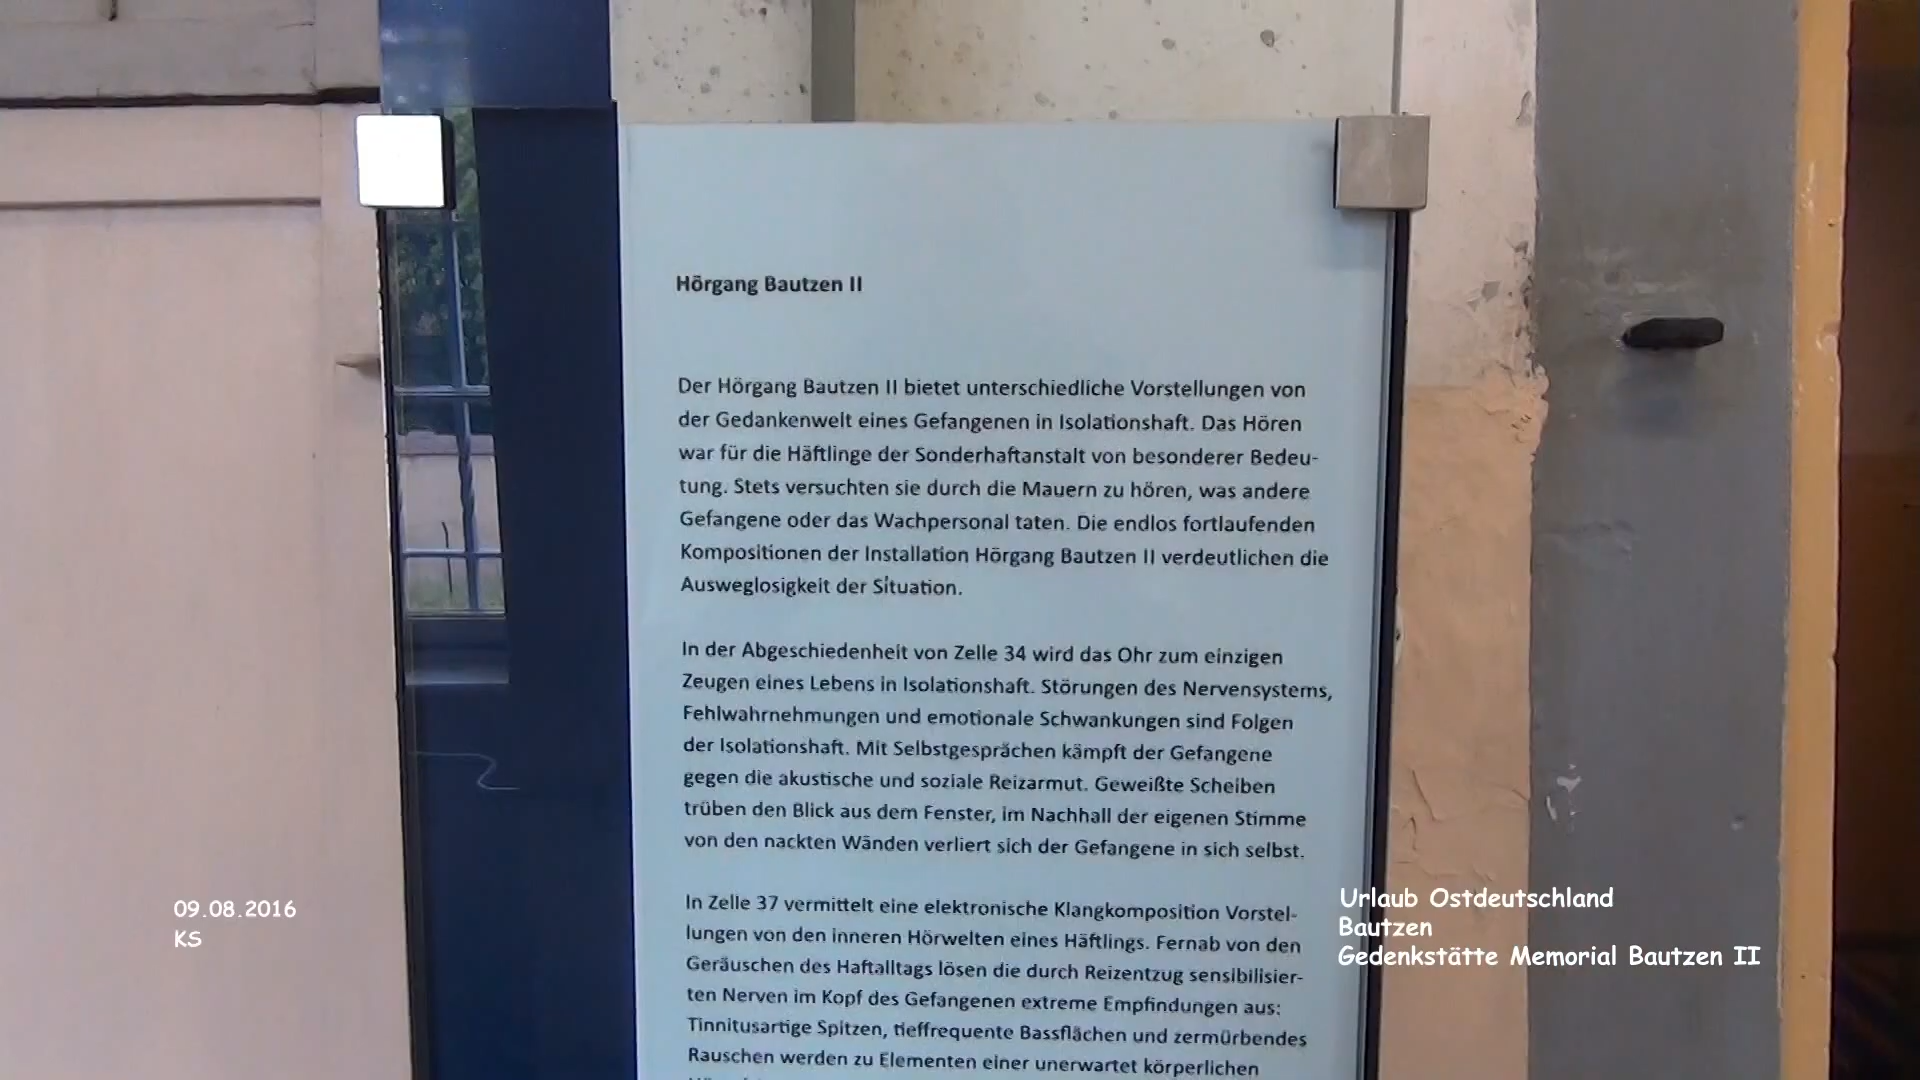 Hörgang Bautzen II
Der Hörgang Bautzen II bietet unterschiedliche Vorstellungen von
der Gedankenwelt eines Gefangenen in Isolationshaft. Das Hören
war für die Häftlinge der Sonderhaftanstalt von besonderer Bedeu-
tung. Stets versuchten sie durch die Mauern zu hören, was andere
Gefangene oder das Wachpersonal taten. Die endlos fortlaufenden
Kompositionen der Installation Hörgang Bautzen II verdeutlichen die
Ausweglosigkeit der Situation.
In der Abgeschiedenheit von Zelle 34 wird das Ohr zum einzigen
Zeugen eines Lebens in Isolationshaft. Störungen des Nervensystems,
Fehlwahrnehmungen und emotionale Schwankungen sind Folgen
der Isolationshaft. Mit Selbstgesprächen kämpft der Gefangene
gegen die akustische und soziale Reizarmut. Geweißte Scheiben
trüben den Blick aus dem Fenster, im Nachhall der eigenen Stimme
von den nackten Wänden verliert sich der Gefangene in sich selbst.
In Zelle 37 vermittelt eine elektronische Klangkomposition Vorstel-
lungen von den inneren Hörwelten eines Häftlings. Fernab von den
Geräuschen des Haftalltags lösen die durch Reizentzug sensibilisier-
ten Nerven im Kopf des Gefangenen extreme Empfindungen aus:
Tinnitusartige Spitzen, tieffrequente Bassflächen und zermürbendes
Rauschen werden zu Elementen einer unerwartet körperlichen
09.08.2016
KS
Urlaub Ostdeutschland
Bautzen
Gedenkstätte Memorial Bautzen II